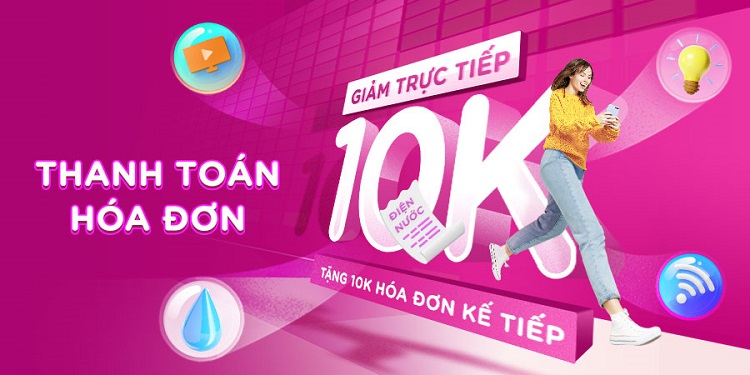 THANH TOÁN
HÓA ĐƠN
GIẢM TRỰC TIẾP
10K
ĐIỆN
NƯỚC
TẶNG 10K HÓA ĐƠN KẾ TIẾP